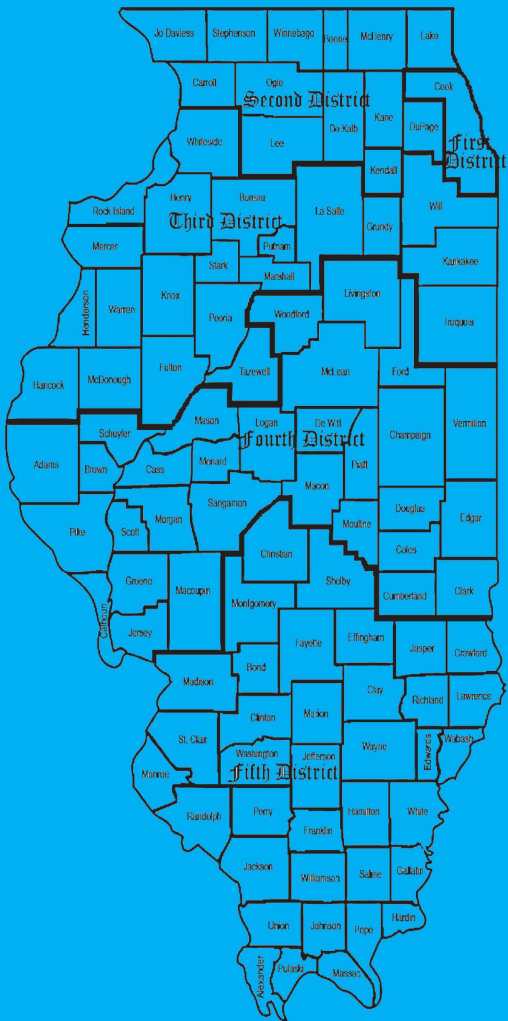 Jo Daviess Stephenson Winnebago Boone McHenry Lake
Carroll Ogle Cook
Second District
De Kalb Kane DuPage
Whiteside Lee First
District
Kendall
Henry Bureau La Salle Will
Rock Island
Third District
Grundy
Mercer Putnam
Stark Marshall Kankakee
Henderson Warren Knox Peoria Woodford Livingston Iroquois
Hancock McDonough Fulton Tazewell McLean Ford
Mason Logan De Witt Champaign Vermilion
Schuyler Fourth District
Adams Brown Cass Menard Piatt
Macon
Sangamon Douglas Edgar
Pike Scott Morgan Moultrie
Coles
Christian
Greene Macoupin Shelby Cumberland Clark
Calhoun Montgomery
Jersey Fayette Effingham Jasper Crawford
Madison Bond Clay Richland Lawrence
Clinton Marion
St. Clair Wayne Edwards Wabash
Washington Jefferson
Monroe Fifth District
Randolph Perry Hamilton White
Franklin
Jackson Williamson Saline Gallatin
Union Johnson Pope Hardin
Alexander Pulaski Massac